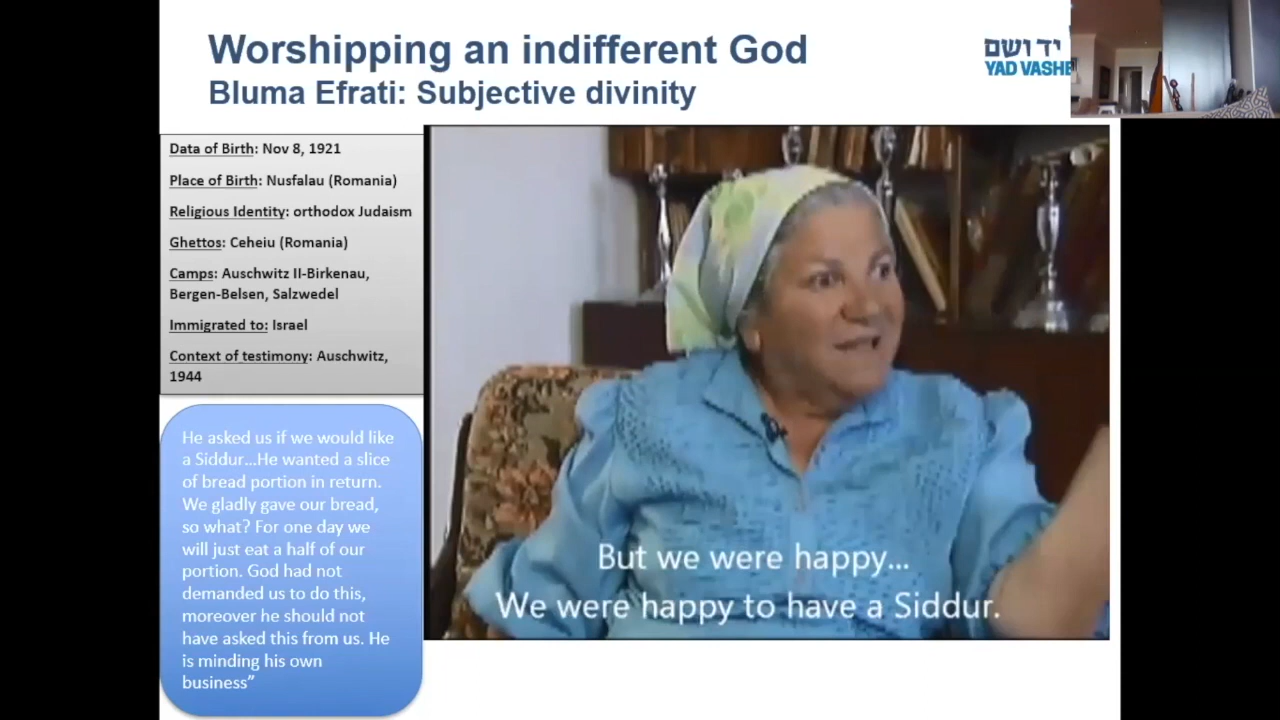 Worshipping an indifferent God
Bluma Efrati: Subjective divinity
יד ושם
YAD VASHE
Data of Birth: Nov 8, 1921
Place of Birth: Nusfalau (Romania)
Religious Identity: orthodox Judaism
Ghettos: Ceheiu (Romania)
Camps: Auschwitz II-Birkenau,
Bergen-Belsen, Salzwedel
Immigrated to: Israel
Context of testimony: Auschwitz,
1944
He asked us if we would like
a Siddur…He wanted a slice
of bread portion in return.
We gladly gave our bread,
so what? For one day we
will just eat a half of our
portion. God had not
demanded us to do this,
moreover he should not
have asked this from us. He
is minding his own
business”
But we were happy...
We were happy to have a Siddur.